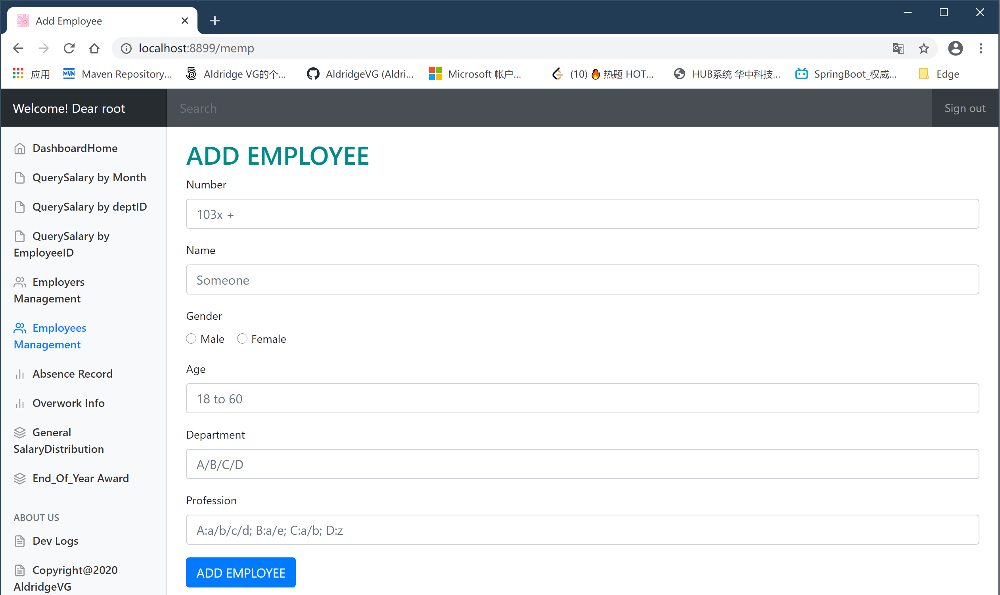 Add Employee
localhost:8899/memp
应用
Maven Repository...
Aldridge VG的个...
AldridgeVG (Aldri...
Microsoft 帐户...
(10) 🔥 热题 HOT...
HUB系统 华中科技...
SpringBoot_权威...
Edge
Welcome! Dear root
Search
Sign out
DashboardHome
QuerySalary by Month
QuerySalary by deptID
QuerySalary by
EmployeeID
Employers
Management
Employees
Management
Absence Record
Overwork Info
General
SalaryDistribution
End_Of_Year Award
ABOUT US
Dev Logs
Copyright@2020
AldridgeVG
ADD EMPLOYEE
Number
103x +
Name
Someone
Gender
Male Female
Age
18 to 60
Department
A/B/C/D
Profession
A:a/b/c/d; B:a/e; C:a/b; D:z
ADD EMPLOYEE